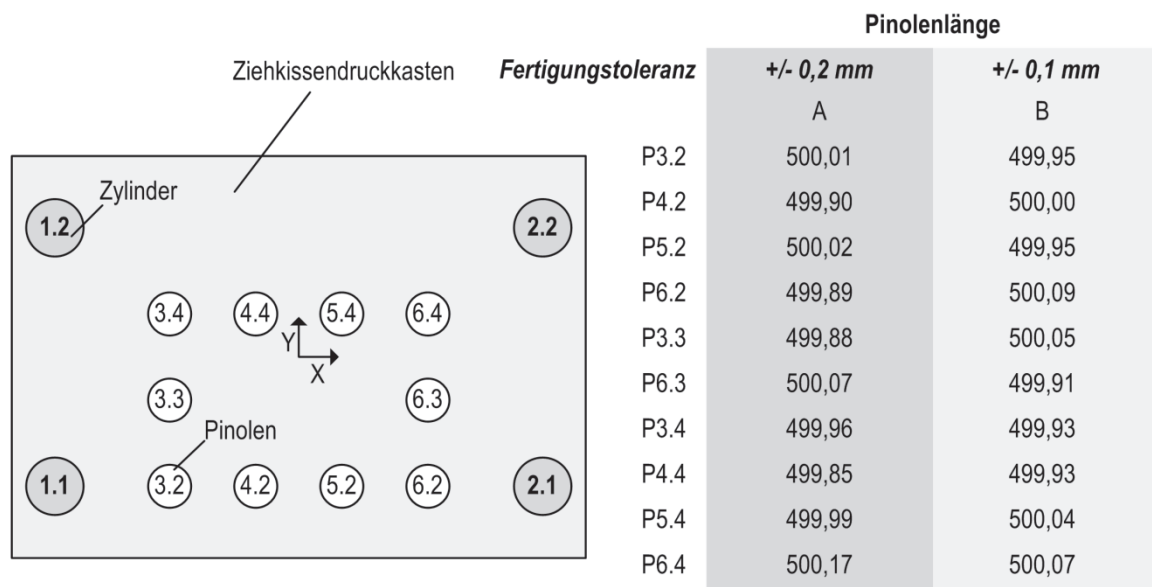 Pinolenlänge
Ziehkissendruckkasten
Fertigungstoleranz +/- 0,2 mm +/- 0,1 mm
A B
P3.2 500,01 499,95
P4.2 499,90 500,00
P5.2 500,02 499,95
P6.2 499,89 500,09
P3.3 499,88 500,05
P6.3 500,07 499,91
P3.4 499,96 499,93
P4.4 499,85 499,93
P5.4 499,99 500,04
P6.4 500,17 500,07
Zylinder
1.2 2.2
3.4 4.4 5.4 6.4
Y
X
3.3 6.3
Pinolen
1.1 3.2 4.2 5.2 6.2 2.1